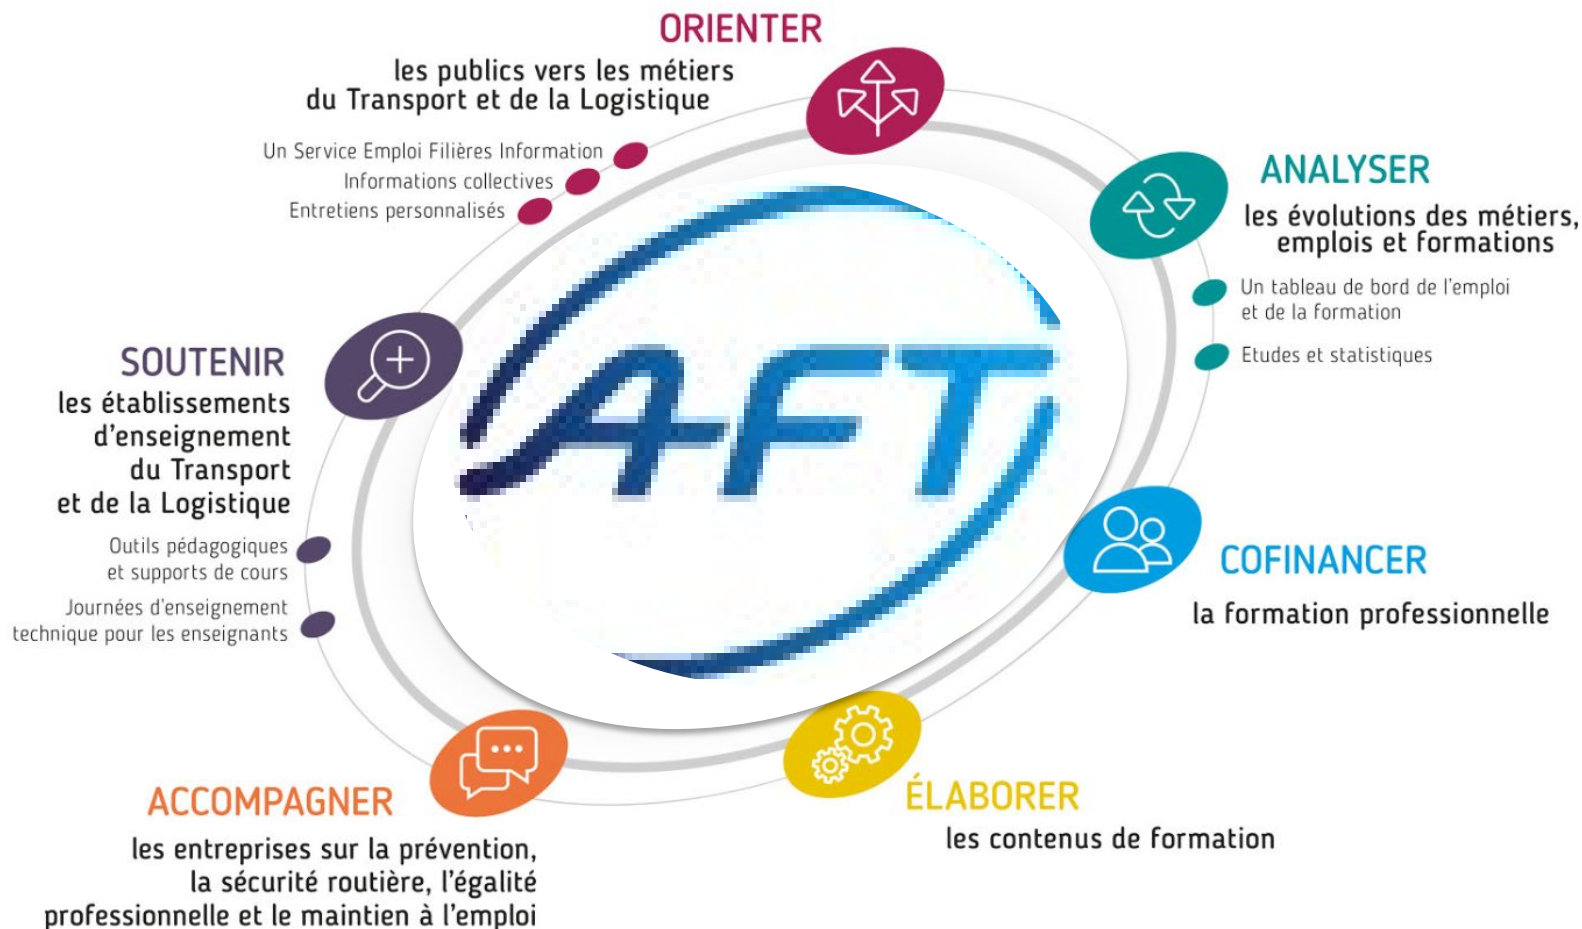 ORIENTER
les publics vers les métiers
du Transport et de la Logistique
Un Service Emploi Filières Information
Informations collectives
Entretiens personnalisés
ANALYSER
les évolutions des métiers,
emplois et formations
Un tableau de bord de l'emploi
et de la formation
Etudes et statistiques
AFT
SOUTENIR
les établissements
d'enseignement
du Transport
et de la Logistique
Outils pédagogiques
et supports de cours
Journées d'enseignement
technique pour les enseignants
COFINANCER
la formation professionnelle
ÉLABORER
les contenus de formation
ACCOMPAGNER
les entreprises sur la prévention,
la sécurité routière, l'égalité
professionnelle et le maintien à l'emploi